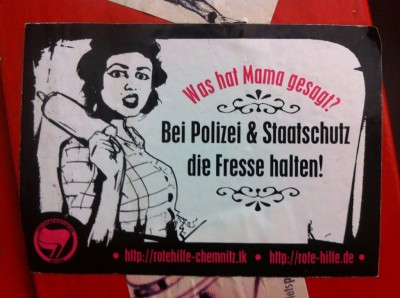 Was hat Mama gesagt?
Bei Polizei & Staatschutz
die Fresse halten!
• http://rotehilfe-chemnitz.tk • http://rote-hilfe.de •